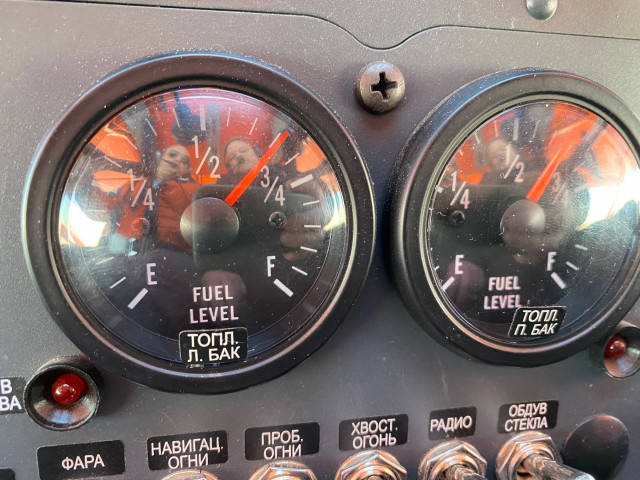 1/4
1/2
3/4
E
F
FUEL
LEVEL
ТОПЛ.
Л. БАК
1/4
1/2
E
F
FUEL
LEVEL
ТОПЛ.
П. БАК
ФАРА
НАВИГАЦ.
ОГНИ
ПРОБ.
ОГНИ
ХВОСТ.
ОГОНЬ
РАДИО
ОБДУВ
СТЕКЛА